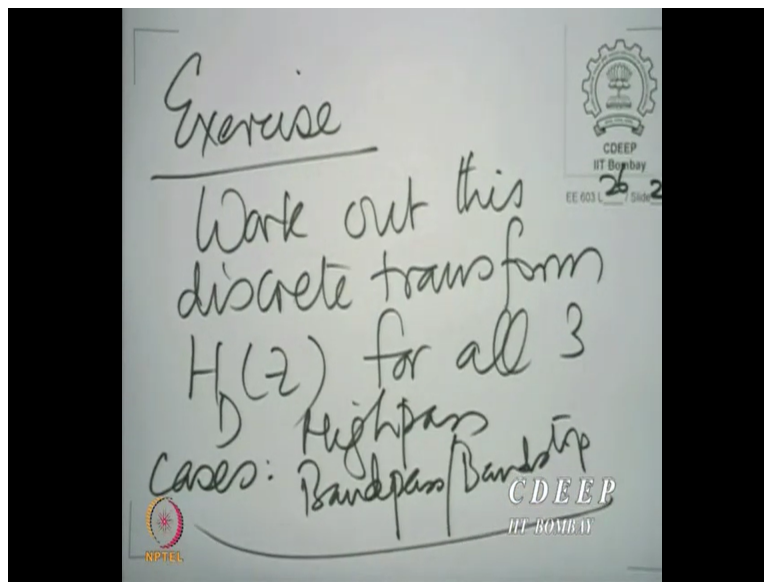 Exercise
CDEEP
IIT Bombay
EE 603 L 26 / Slide 2
Work out this
discrete transform
H_D(z) for all 3
Cases: Highpass
Bandpass/Bandstop
CDEEP
IIT BOMBAY
NPTEL